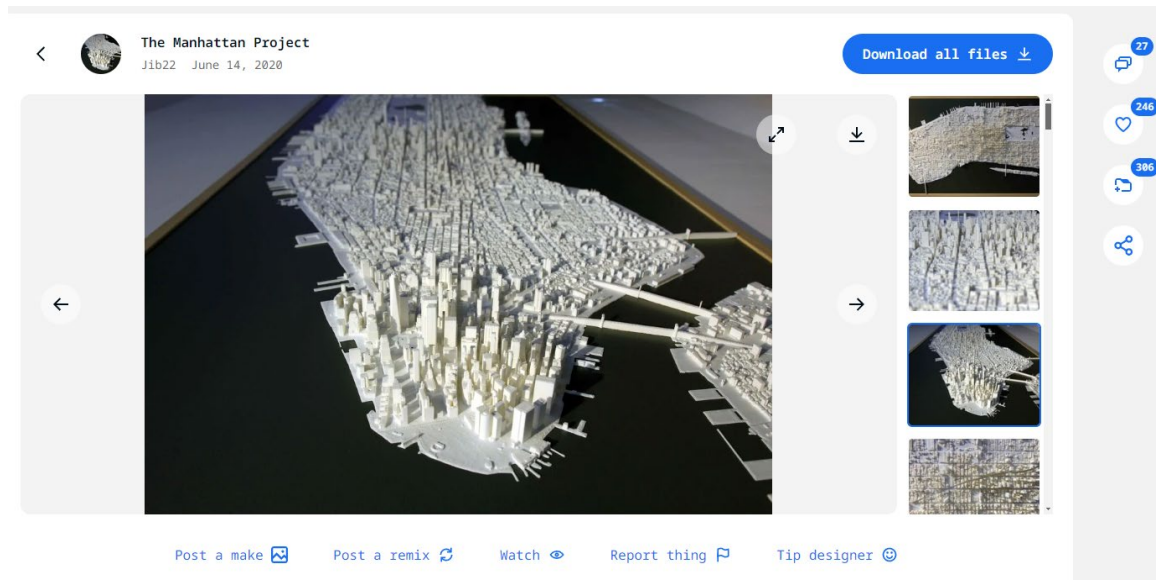 The Manhattan Project
Jib22 June 14, 2020
Download all files
27
246
306
Post a make
Post a remix
Watch
Report thing
Tip designer